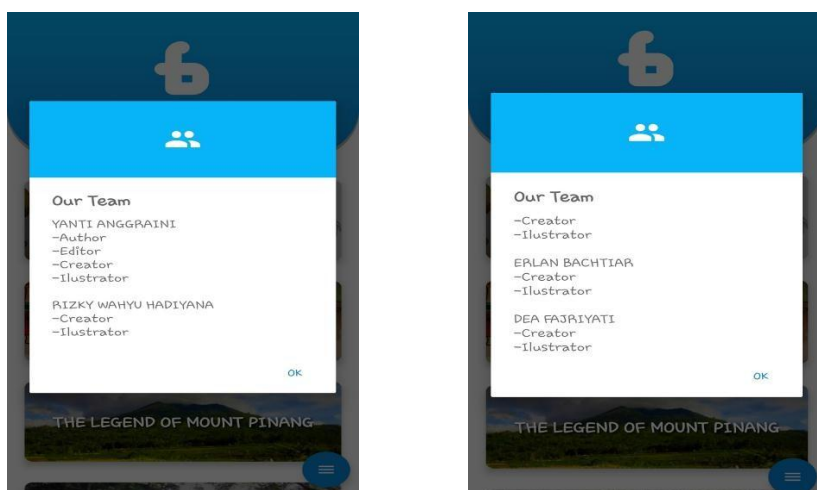 Our Team
YANTI ANGGRAINI
-Author
-Editor
-Creator
-Ilustrator
RIZKY WAHYU HADIYANA
-Creator
-Ilustrator
OK
THE LEGEND OF MOUNT PINANG
Our Team
-Creator
-Ilustrator
ERLAN BACHTIAR
-Creator
-Ilustrator
DEA FAJRIYATI
-Creator
-Ilustrator
OK
THE LEGEND OF MOUNT PINANG